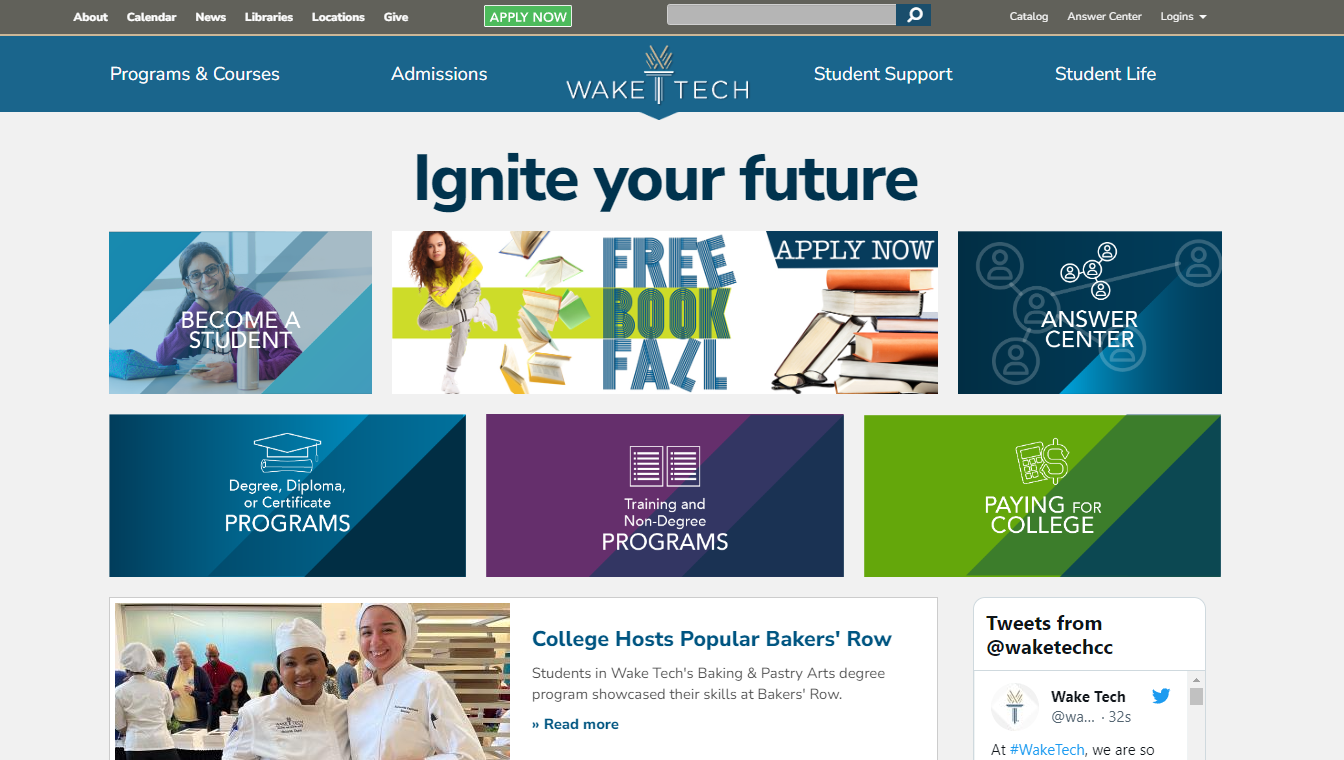 About Calendar News Libraries Locations Give
APPLY NOW
Catalog Answer Center Logins
Programs & Courses
Admissions
WAKE TECH
Student Support
Student Life
Ignite your future
BECOME A
STUDENT
FREE
BOOK
FALL
APPLY NOW
ANSWER
CENTER
Degree, Diploma,
or Certificate
PROGRAMS
Training and
Non-Degree
PROGRAMS
PAYING FOR
COLLEGE
WAKE TECH
College Hosts Popular Bakers' Row
Students in Wake Tech's Baking & Pastry Arts degree
program showcased their skills at Bakers' Row.
» Read more
Tweets from
@waketechcc
Wake Tech
@wa... · 32s
At #WakeTech, we are so